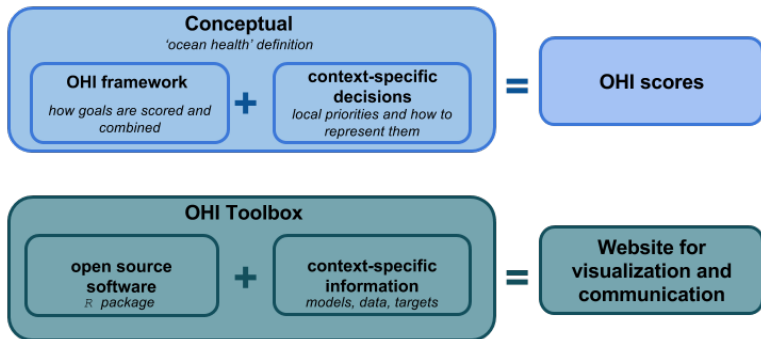 Conceptual
'ocean health' definition
OHI framework
how goals are scored and
combined
+
context-specific
decisions
local priorities and how to
represent them
=
OHI scores
OHI Toolbox
open source
software
R package
+
context-specific
information
models, data, targets
=
Website for
visualization and
communication